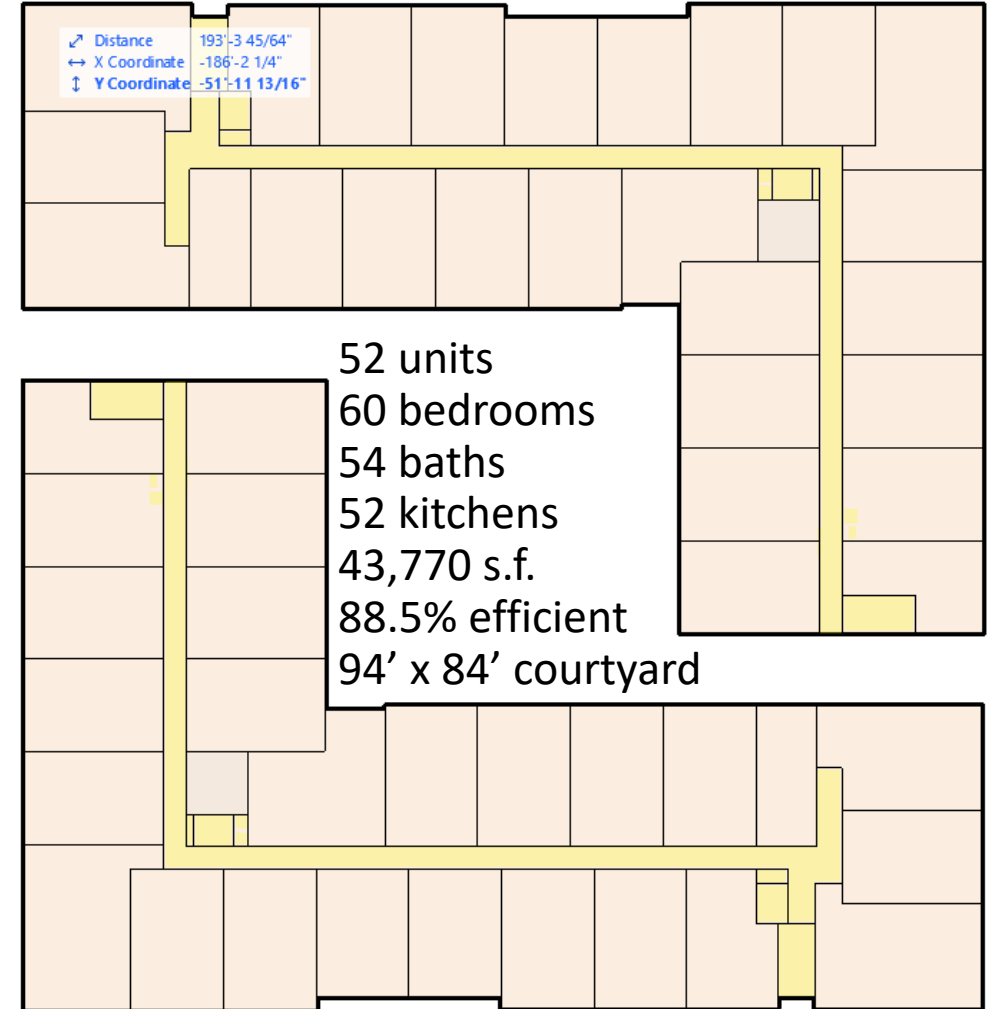 Distance 193'-3 45/64"
X Coordinate -186'-2 1/4"
Y Coordinate -51'-11 13/16"
52 units
60 bedrooms
54 baths
52 kitchens
43,770 s.f.
88.5% efficient
94’ x 84’ courtyard